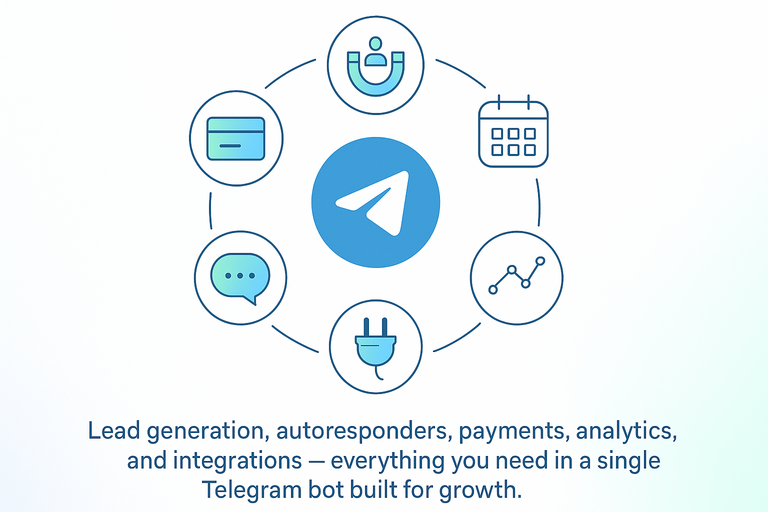 Lead generation, autoresponders, payments, analytics,
and integrations — everything you need in a single
Telegram bot built for growth.